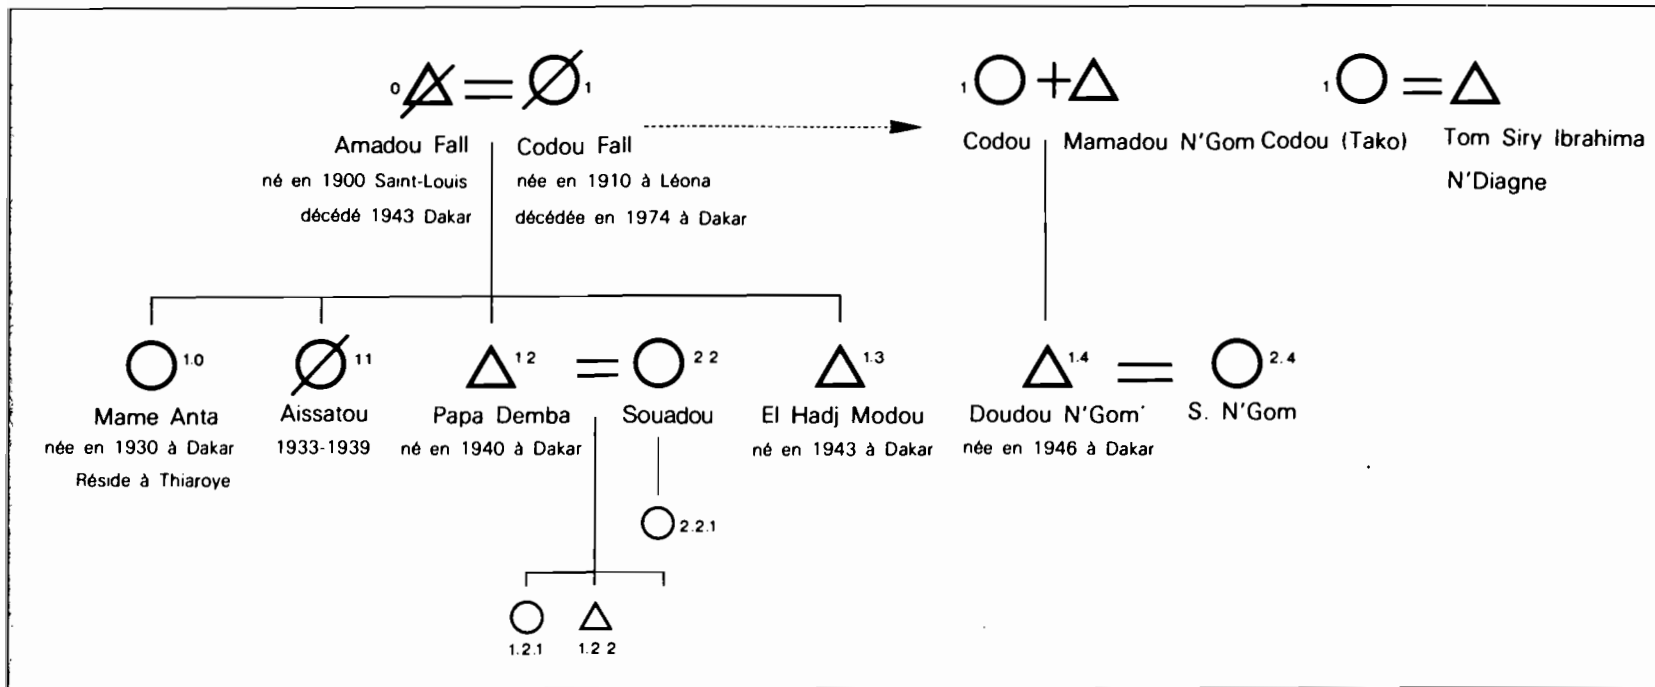 0
1
1
1
Amadou Fall
né en 1900 Saint-Louis
décédé 1943 Dakar
Codou Fall
née en 1910 à Léona
décédée en 1974 à Dakar
Codou
Mamadou N'Gom
Codou (Tako)
Tom Siry Ibrahima
N'Diagne
1.0
11
12
2 2
1.3
1.4
2.4
Mame Anta
née en 1930 à Dakar
Réside à Thiaroye
Aissatou
1933-1939
Papa Demba
né en 1940 à Dakar
Souadou
El Hadj Modou
né en 1943 à Dakar
Doudou N'Gom
née en 1946 à Dakar
S. N'Gom
2.2.1
1.2.1
1.2 2